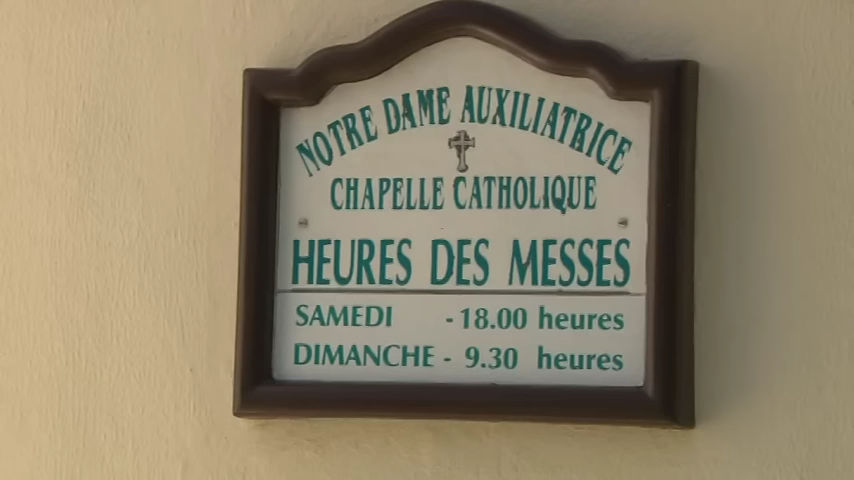 NOTRE DAME AUXILIATRICE
CHAPELLE CATHOLIQUE
HEURES DES MESSES
SAMEDI - 18.00 heures
DIMANCHE - 9.30 heures